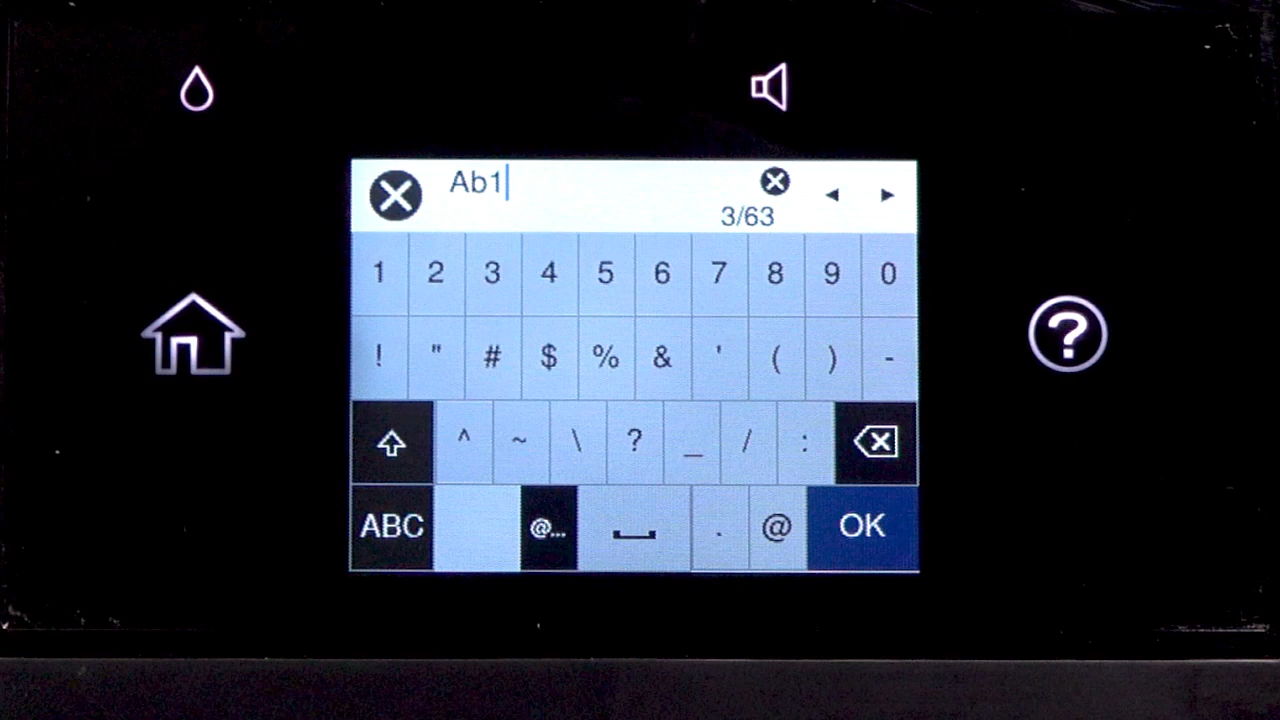 Ab1
3/63
1 2 3 4 5 6 7 8 9 0
! " # $ % & ' ( ) -
^ ~ \ ? _ / :
ABC @... . @ OK
?